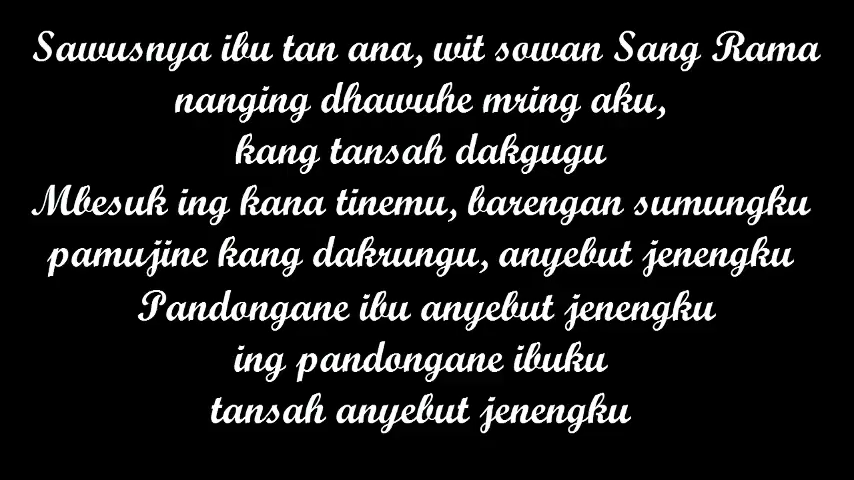 Sawusnya ibu tan ana, wit sowan Sang Rama
nanging dhawuhe mring aku,
kang tansah dakgugu
Mbesuk ing kana tinemu, barengan sumungku
pamujine kang dakrungu, anyebut jenengku
Pandongane ibu anyebut jenengku
ing pandongane ibuku
tansah anyebut jenengku